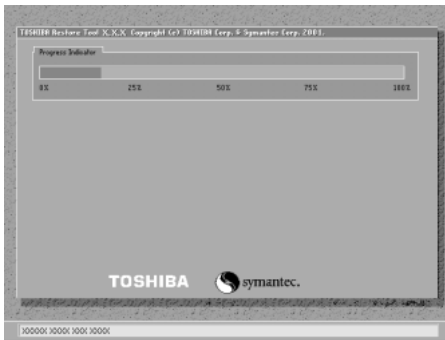 TOSHIBA Restore Tool X.X.X Copyright (c) TOSHIBA Corp. & Symantec Corp. 2001.
Progress Indicator
0% 25% 50% 75% 100%
TOSHIBA symantec.
XXXXX XXXX XXX XXXX